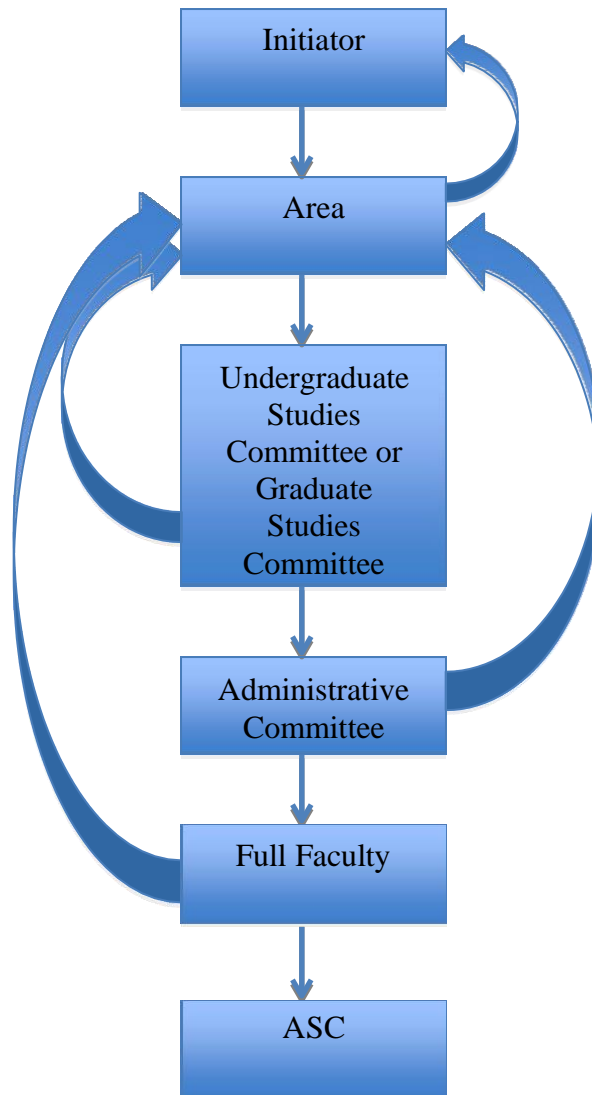 Initiator
Area
Undergraduate
Studies
Committee or
Graduate
Studies
Committee
Administrative
Committee
Full Faculty
ASC